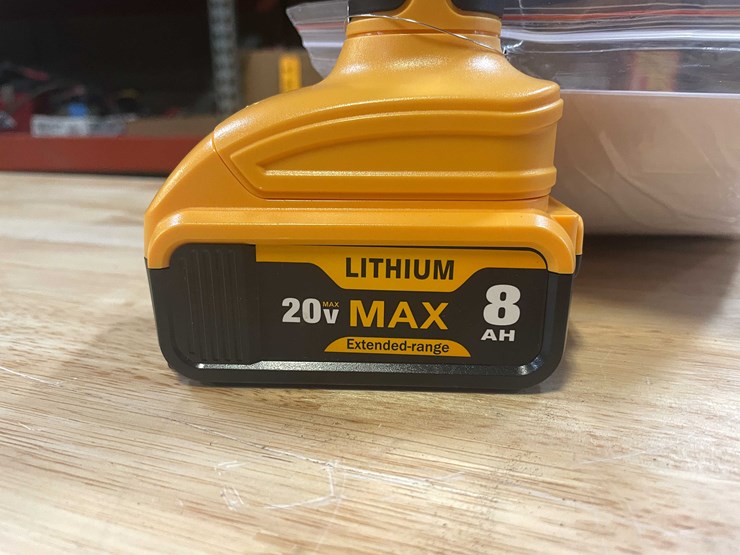 LITHIUM
20V MAX MAX 8
AH
Extended-range